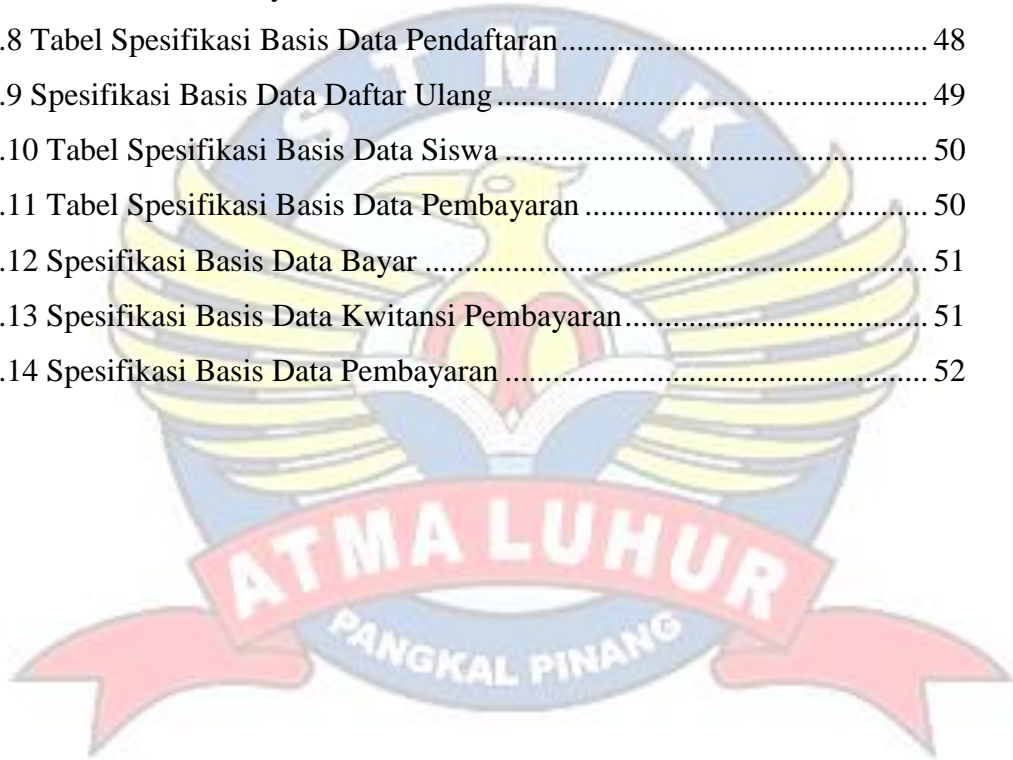 .8 Tabel Spesifikasi Basis Data Pendaftaran.......................................... 48
.9 Spesifikasi Basis Data Daftar Ulang.................................................. 49
.10 Tabel Spesifikasi Basis Data Siswa ................................................. 50
.11 Tabel Spesifikasi Basis Data Pembayaran ....................................... 50
.12 Spesifikasi Basis Data Bayar .......................................................... 51
.13 Spesifikasi Basis Data Kwitansi Pembayaran.................................. 51
.14 Spesifikasi Basis Data Pembayaran ................................................ 52
STMIK
ATMA LUHUR
PANGKAL PINANG